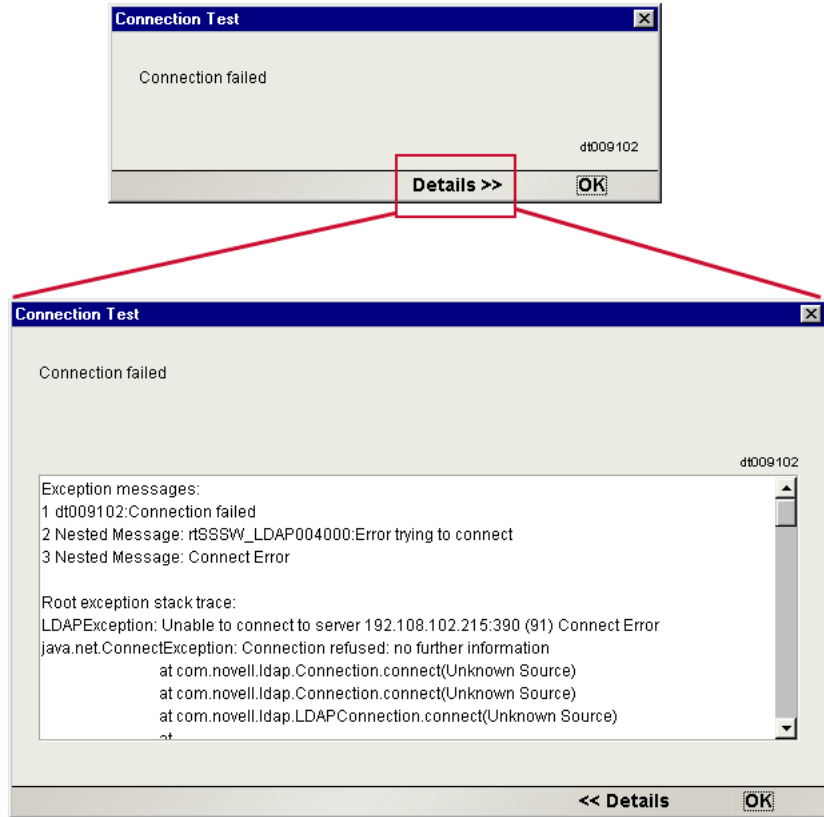 Connection Test
Connection failed
dt009102
Details >>
OK
Connection Test
Connection failed
dt009102
Exception messages:
1 dt009102:Connection failed
2 Nested Message: rtSSSW_LDAP004000:Error trying to connect
3 Nested Message: Connect Error
Root exception stack trace:
LDAPException: Unable to connect to server 192.108.102.215:390 (91) Connect Error
java.net.ConnectException: Connection refused: no further information
at com.novell.ldap.Connection.connect(Unknown Source)
at com.novell.ldap.Connection.connect(Unknown Source)
at com.novell.ldap.LDAPConnection.connect(Unknown Source)
at
<< Details
OK